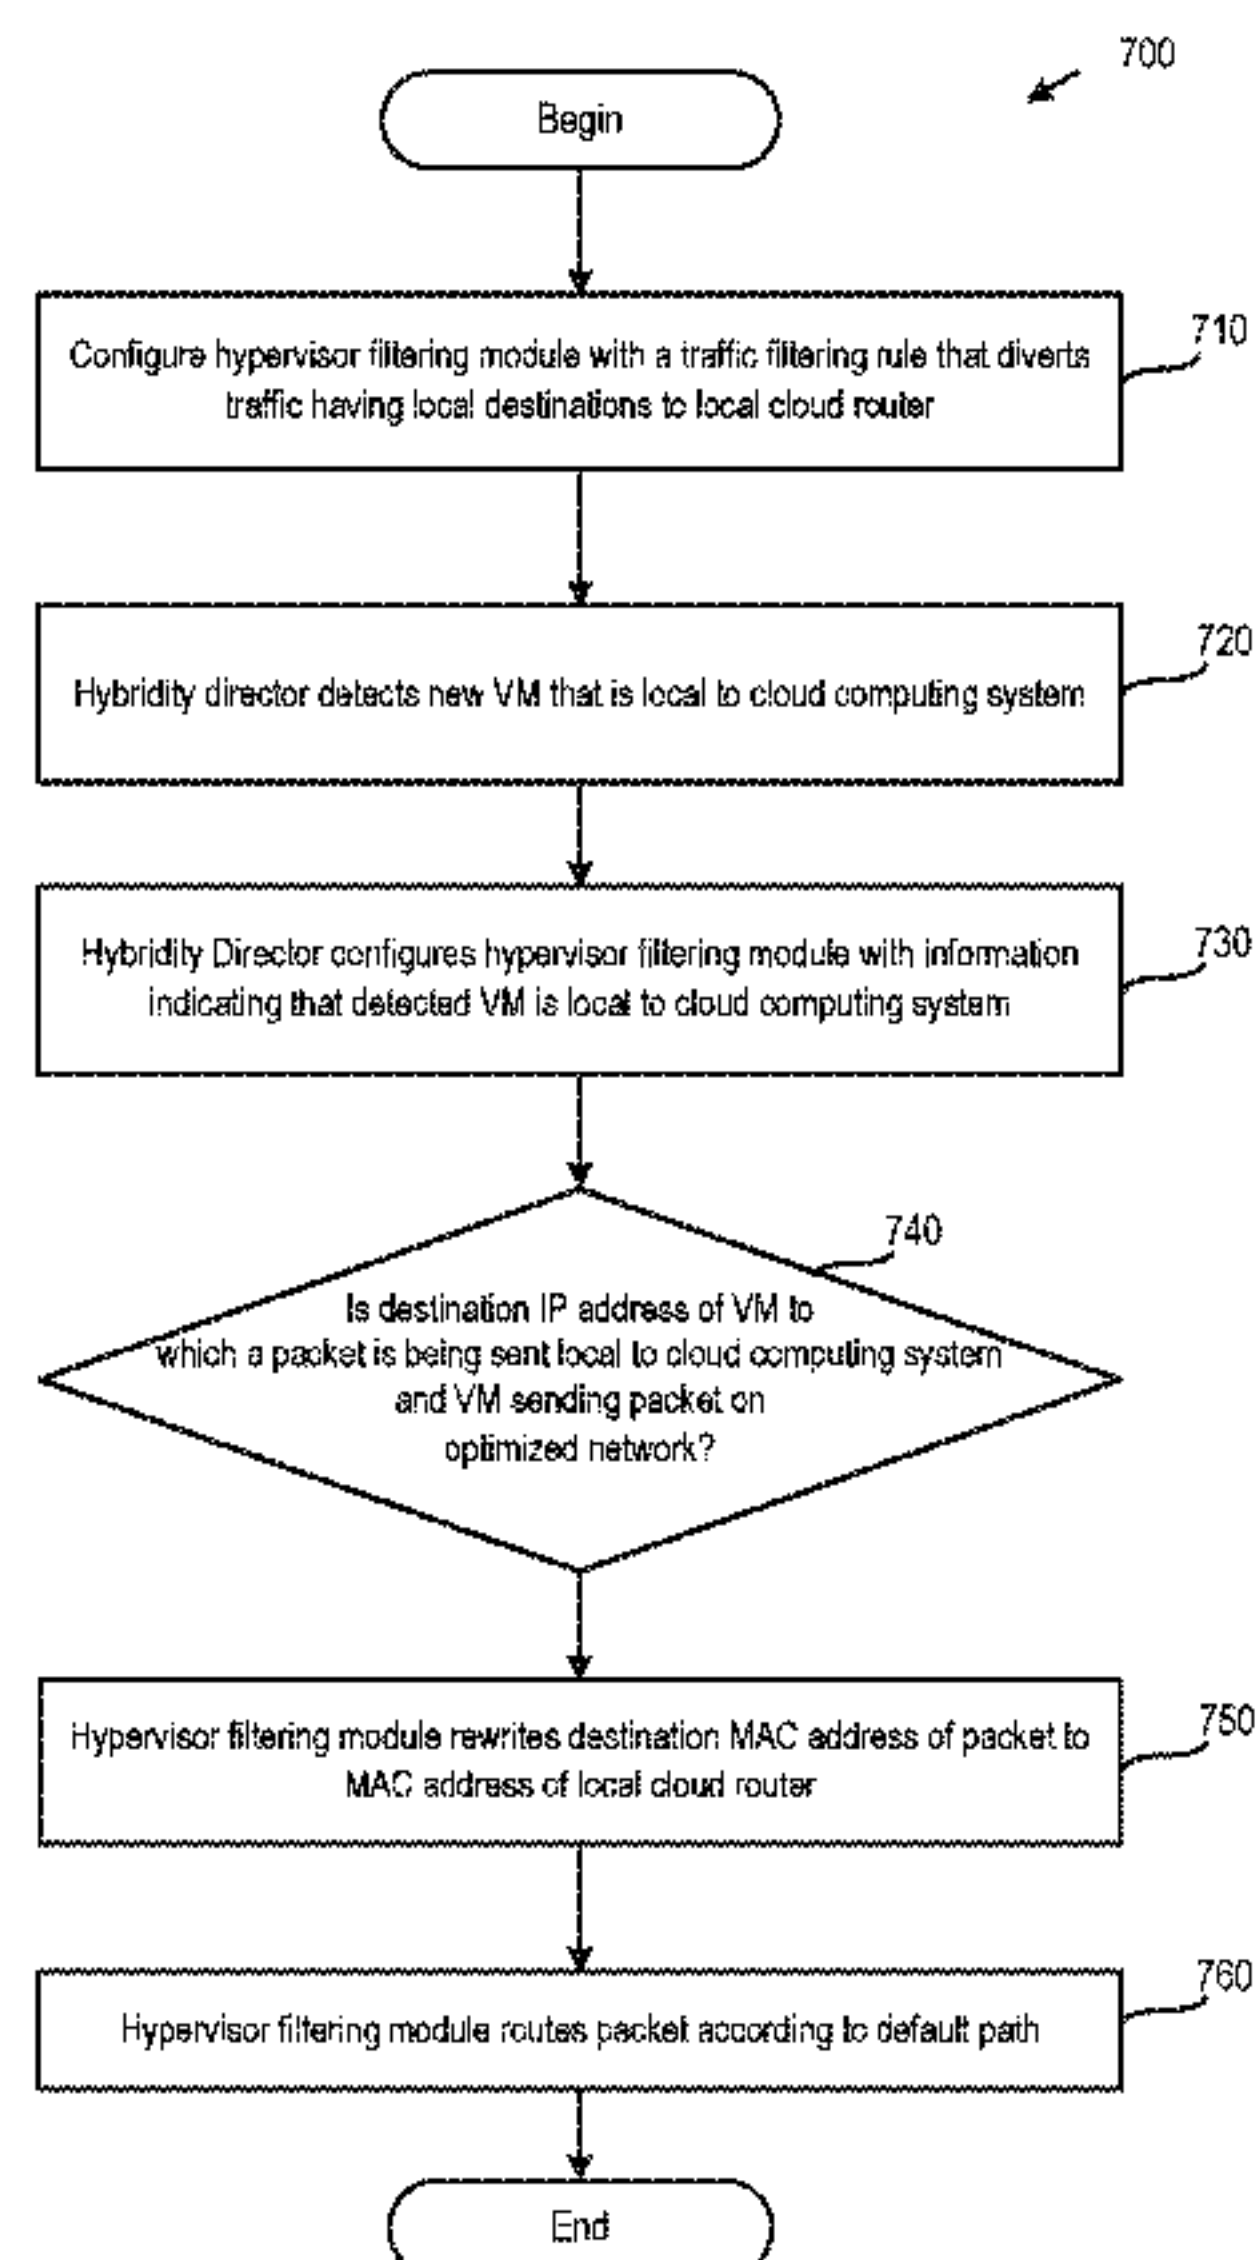 700
Begin
Configure hypervisor filtering module with a traffic filtering rule that diverts
traffic having local destinations to local cloud router
710
Hybridity director detects new VM that is local to cloud computing system
720
Hybridity Director configures hypervisor filtering module with information
indicating that detected VM is local to cloud computing system
730
740
Is destination IP address of VM to
which a packet is being sent local to cloud computing system
and VM sending packet on
optimized network?
Hypervisor filtering module rewrites destination MAC address of packet to
MAC address of local cloud router
750
Hypervisor filtering module routes packet according to default path
760
End